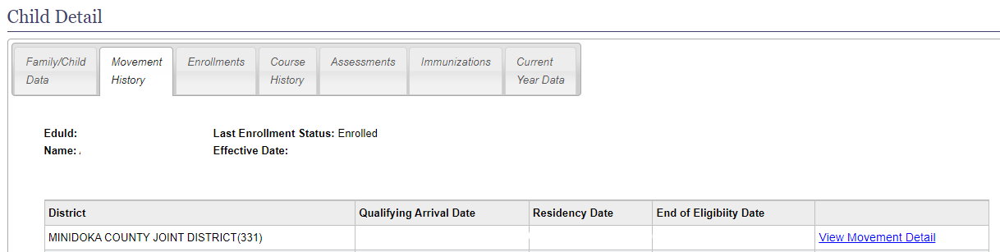 Child Detail
Family/Child
Data
Movement
History
Enrollments
Course
History
Assessments
Immunizations
Current
Year Data
EduId:
Last Enrollment Status: Enrolled
Name: .
Effective Date:
District Qualifying Arrival Date Residency Date End of Eligibiity Date
MINIDOKA COUNTY JOINT DISTRICT(331) View Movement Detail